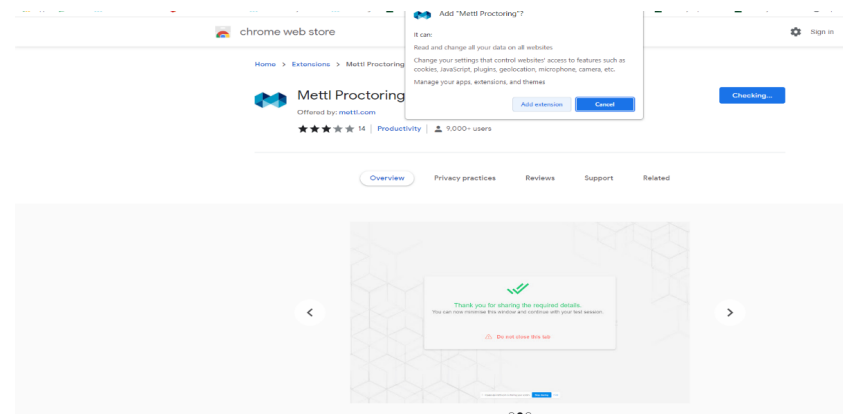 Add "Mettl Proctoring"?
chrome web store
Sign in
It can:
Read and change all your data on all websites
Change your settings that control websites' access to features such as
cookies, JavaScript, plugins, geolocation, microphone, camera, etc.
Manage your apps, extensions, and themes
Add extension
Cancel
Home > Extensions > Mettl Proctoring
Mettl Proctoring
Checking...
Offered by: mettl.com
14 | Productivity | 9,000+ users
Overview
Privacy practices
Reviews
Support
Related
Thank you for sharing the required details.
You can now minimise this window and continue with your test session.
Do not close this tab